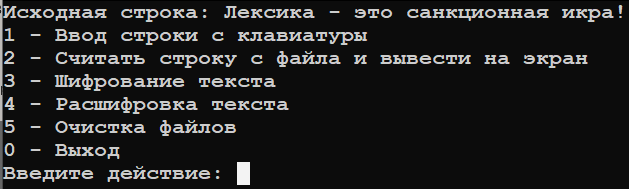 Исходная строка: Лексика - это санкционная икра!
1 - Ввод строки с клавиатуры
2 - Считать строку с файла и вывести на экран
3 - Шифрование текста
4 - Расшифровка текста
5 - Очистка файлов
0 - Выход
Введите действие: